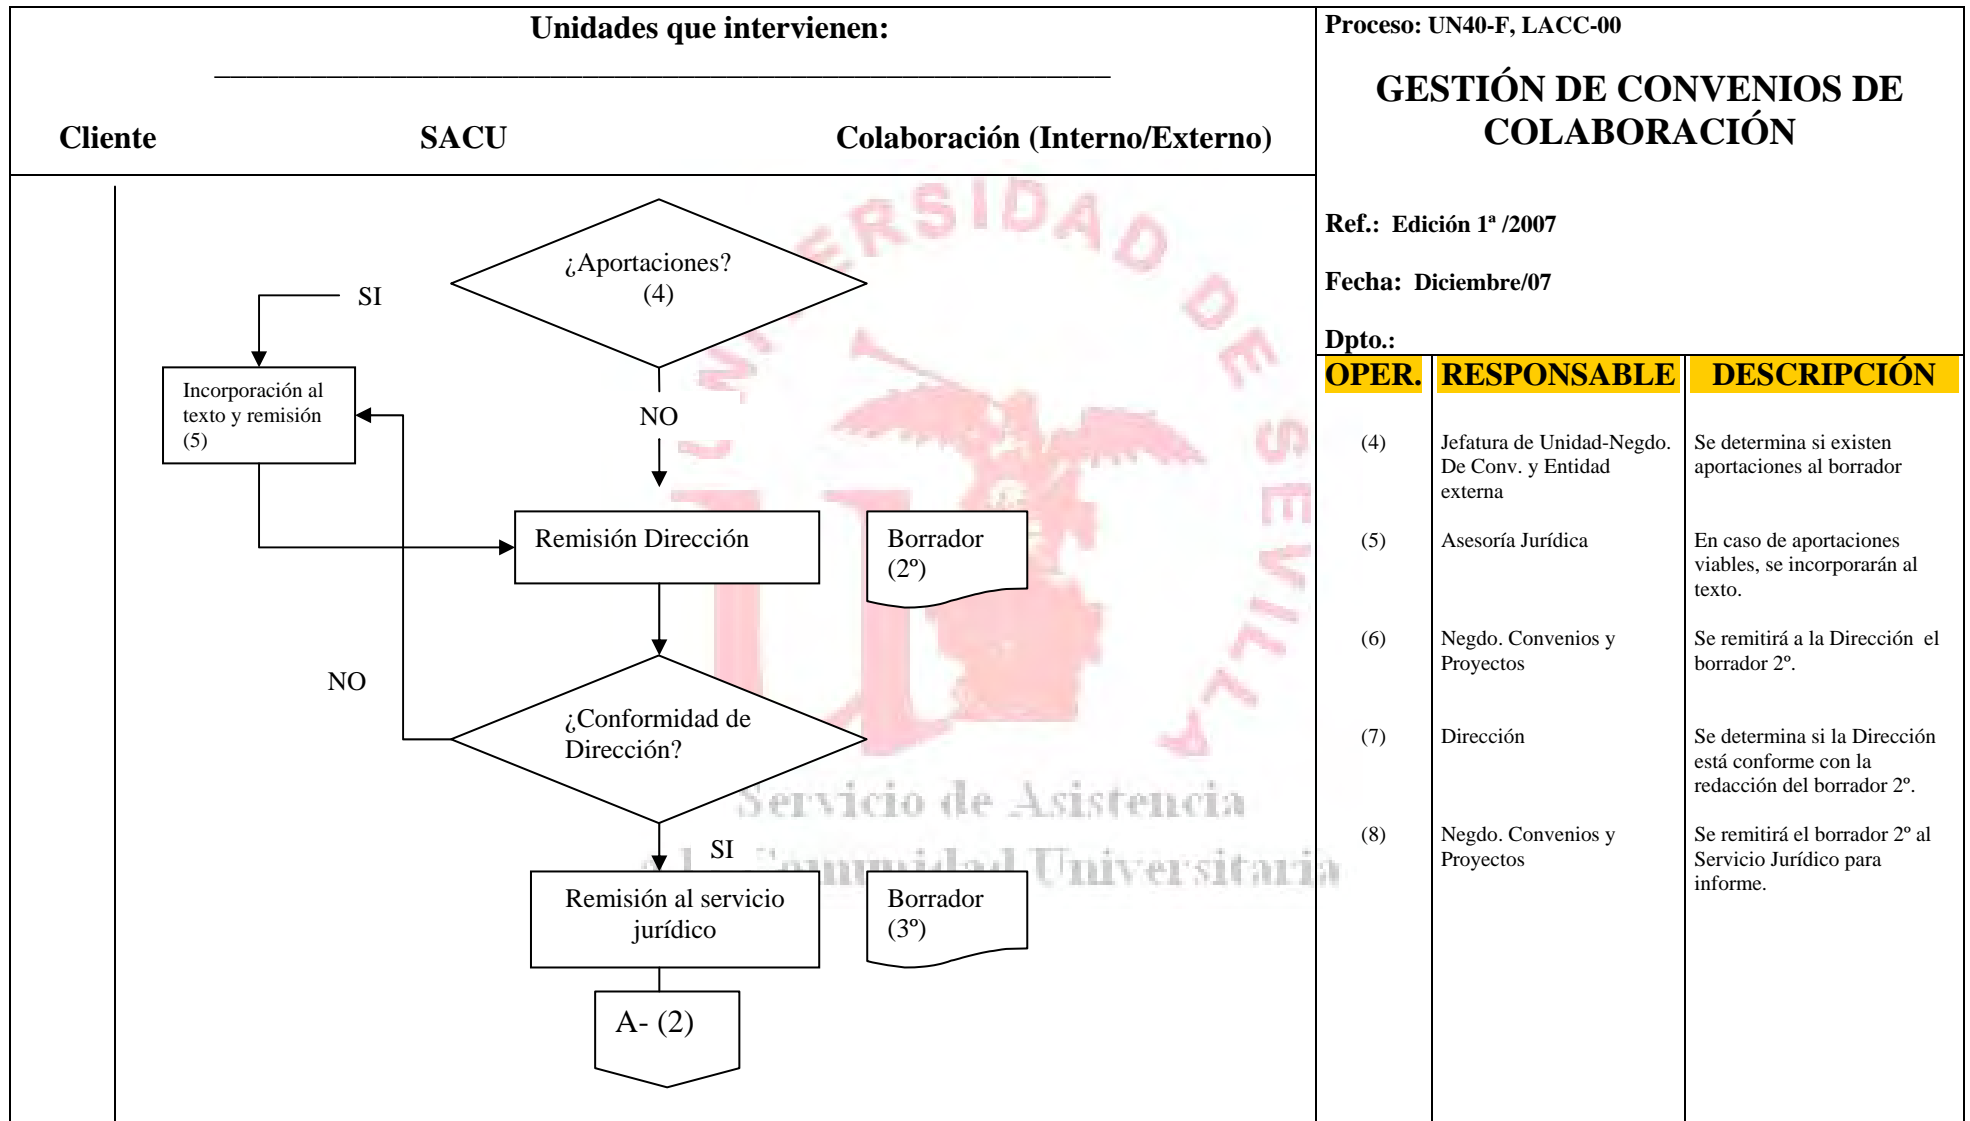 Unidades que intervienen:
Cliente SACU Colaboración (Interno/Externo)
Proceso: UN40-F, LACC-00
GESTIÓN DE CONVENIOS DE
COLABORACIÓN
Ref.: Edición 1ª /2007
Fecha: Diciembre/07
Dpto.:
¿Aportaciones?
(4)
SI
Incorporación al
texto y remisión
(5)
NO
Remisión Dirección
Borrador
(2º)
NO
¿Conformidad de
Dirección?
SI
Remisión al servicio
jurídico
Borrador
(3º)
A- (2)
OPER. RESPONSABLE DESCRIPCIÓN
(4) Jefatura de Unidad-Negdo. Se determina si existen
De Conv. y Entidad aportaciones al borrador
externa
(5) Asesoría Jurídica En caso de aportaciones
viables, se incorporarán al
texto.
(6) Negdo. Convenios y Se remitirá a la Dirección el
Proyectos borrador 2º.
(7) Dirección Se determina si la Dirección
está conforme con la
redacción del borrador 2º.
(8) Negdo. Convenios y Se remitirá el borrador 2º al
Proyectos Servicio Jurídico para
informe.
DE SEVILLA
Servicio de Asistencia
Universitaria